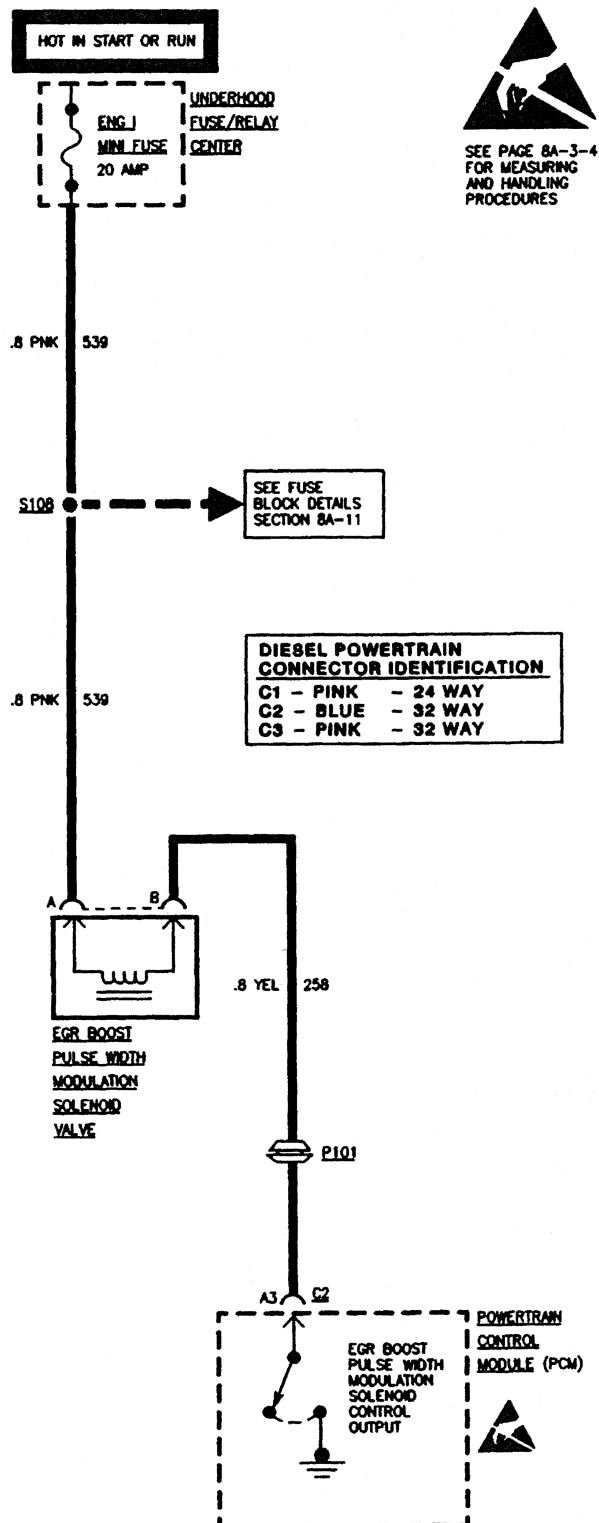 HOT IN START OR RUN
UNDERHOOD
FUSE/RELAY
CENTER
ENG I
MINI FUSE
20 AMP
SEE PAGE 8A-3-4
FOR MEASURING
AND HANDLING
PROCEDURES
.8 PNK 539
S108
SEE FUSE
BLOCK DETAILS
SECTION 8A-11
DIESEL POWERTRAIN
CONNECTOR IDENTIFICATION
C1 - PINK - 24 WAY
C2 - BLUE - 32 WAY
C3 - PINK - 32 WAY
.8 PNK 539
A B
.8 YEL 258
EGR BOOST
PULSE WIDTH
MODULATION
SOLENOID
VALVE
P101
A3 C2
POWERTRAIN
CONTROL
MODULE (PCM)
EGR BOOST
PULSE WIDTH
MODULATION
SOLENOID
CONTROL
OUTPUT